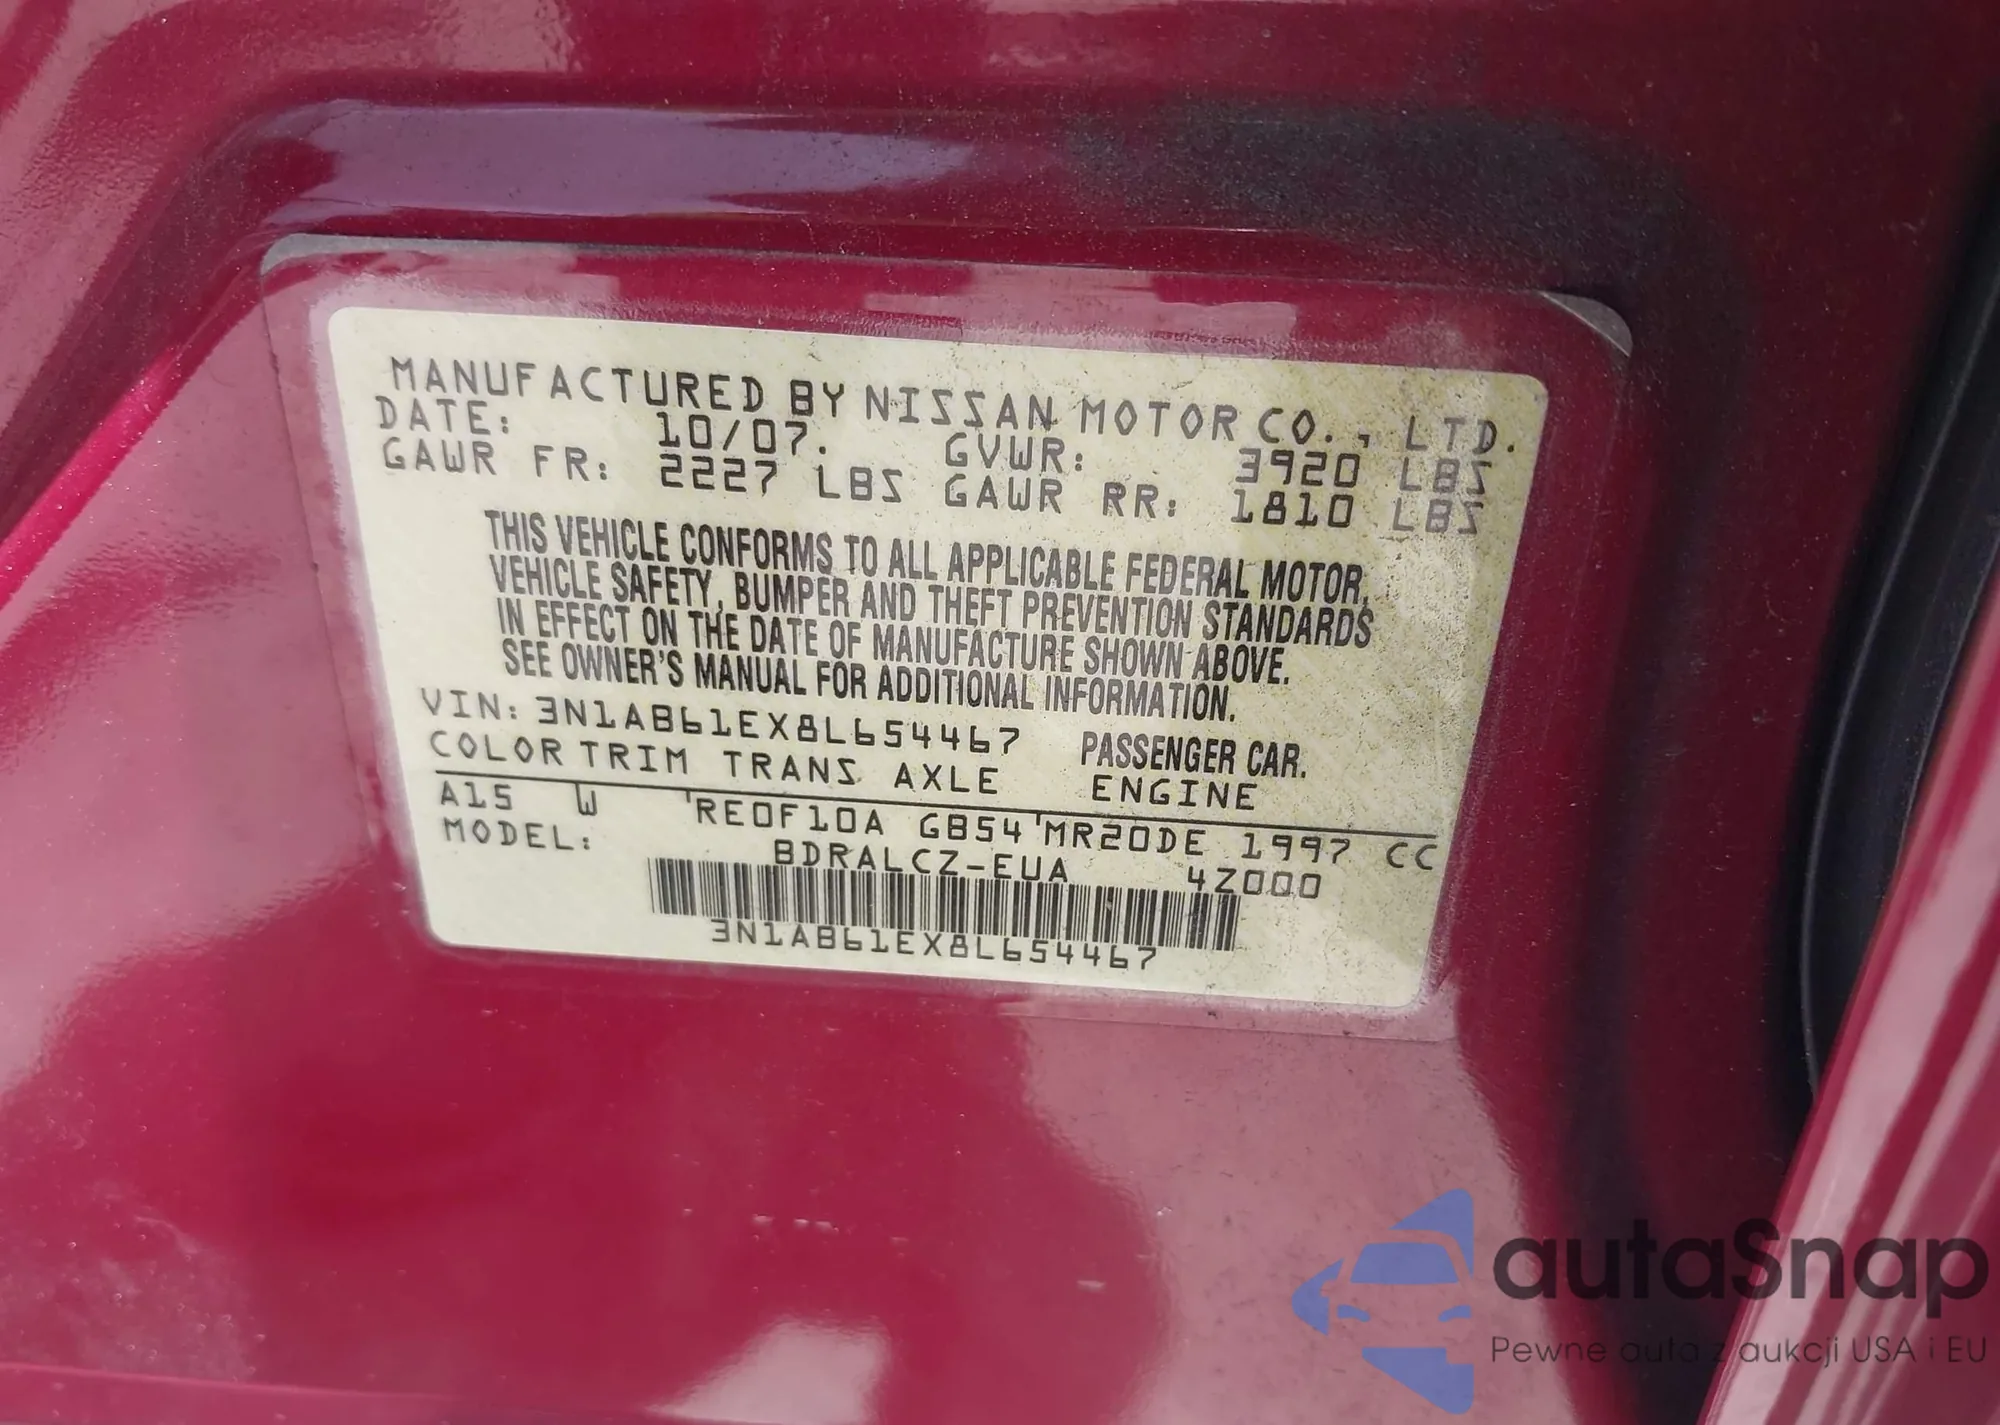 MANUFACTURED BY NISSAN MOTOR CO., LTD.
DATE: 10/07. GVWR: 3920 LBS
GAWR FR: 2227 LBS GAWR RR: 1810 LBS
THIS VEHICLE CONFORMS TO ALL APPLICABLE FEDERAL MOTOR,
VEHICLE SAFETY, BUMPER AND THEFT PREVENTION STANDARDS
IN EFFECT ON THE DATE OF MANUFACTURE SHOWN ABOVE.
SEE OWNER'S MANUAL FOR ADDITIONAL INFORMATION.
VIN: 3N1AB61EX8L654467 PASSENGER CAR.
COLOR TRIM TRANS AXLE ENGINE
A15 W 'RE0F10A GB54'MR20DE 1997 CC
MODEL: BDRALCZ-EUA 4Z000
3N1AB61EX8L654467
autaSnap
Pewne auta z aukcji USA i EU